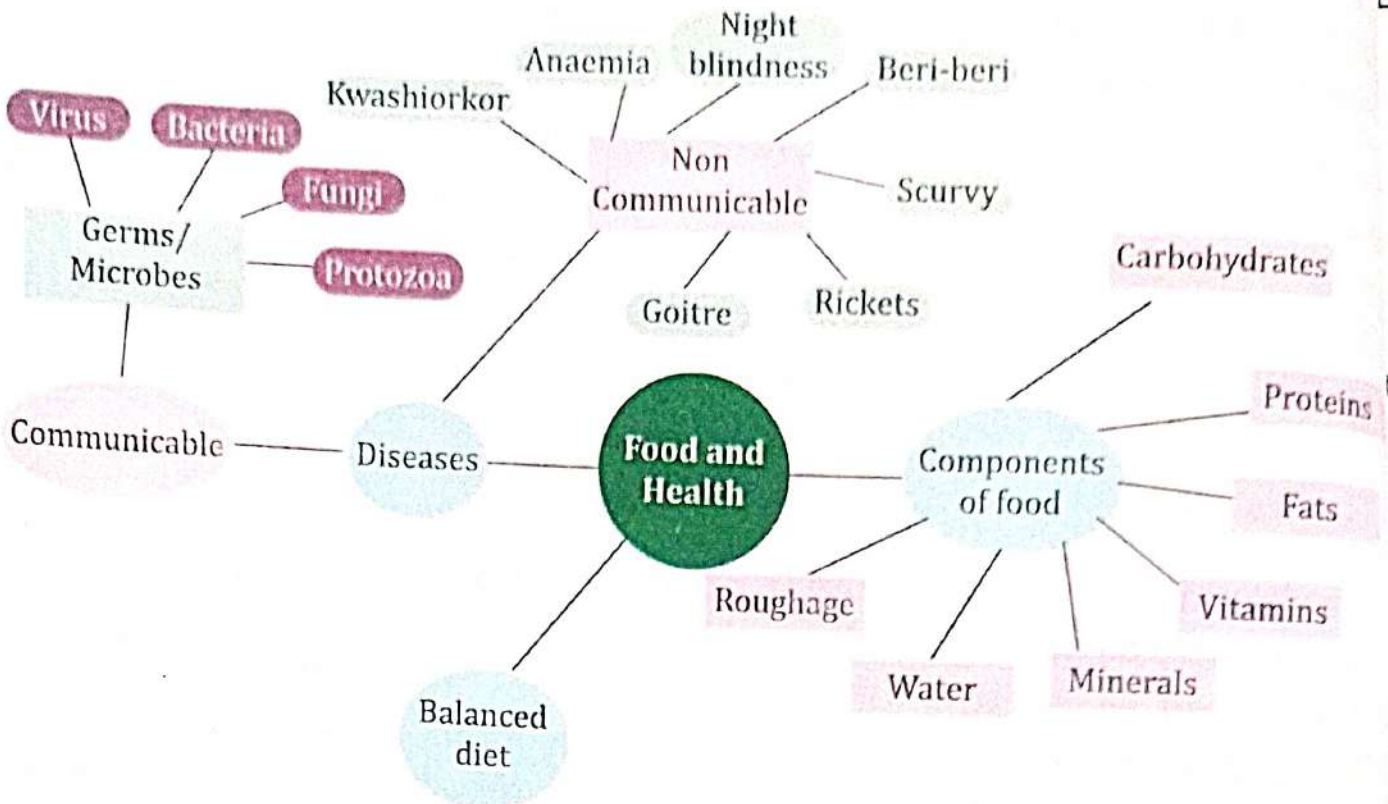 Night
blindness
Anaemia
Beri-beri
Kwashiorkor
Virus
Bacteria
Fungi
Protozoa
Germs/
Microbes
Non
Communicable
Scurvy
Goitre
Rickets
Carbohydrates
Proteins
Fats
Vitamins
Minerals
Water
Roughage
Components
of food
Food and
Health
Diseases
Communicable
Balanced
diet